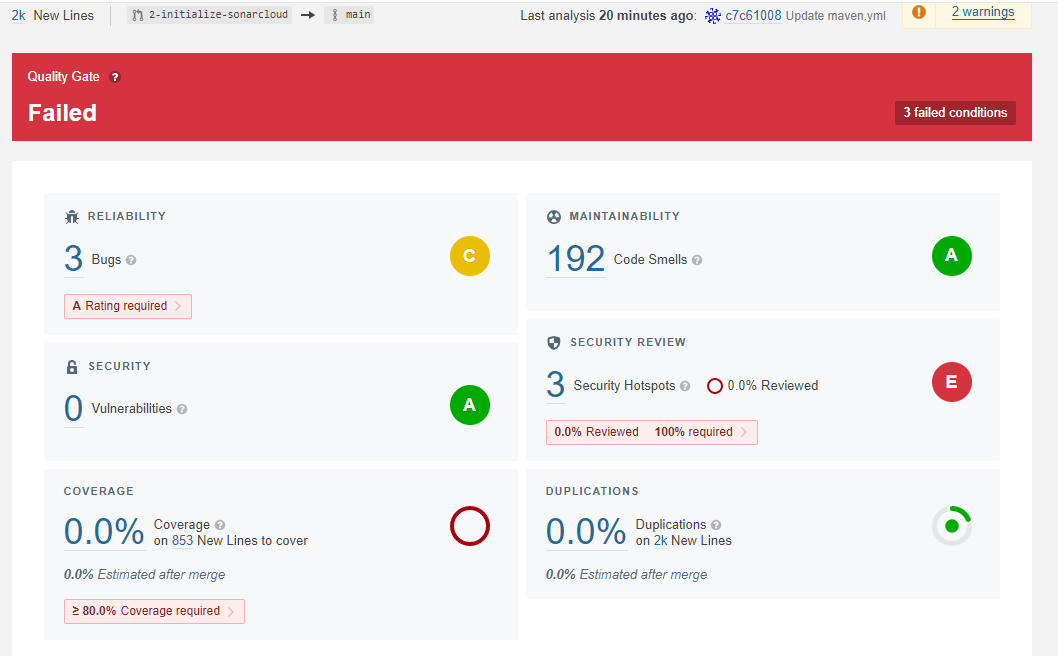 2k New Lines 2-initialize-sonarcloud → main Last analysis 20 minutes ago: c7c61008 Update maven.yml 2 warnings
Quality Gate ?
Failed
3 failed conditions
RELIABILITY
3 Bugs ?
C
A Rating required
MAINTAINABILITY
192 Code Smells ?
A
SECURITY
0 Vulnerabilities ?
A
SECURITY REVIEW
3 Security Hotspots ? 0.0% Reviewed
E
0.0% Reviewed 100% required
COVERAGE
0.0% Coverage ?
on 853 New Lines to cover
0.0% Estimated after merge
≥ 80.0% Coverage required
DUPLICATIONS
0.0% Duplications ?
on 2k New Lines
0.0% Estimated after merge